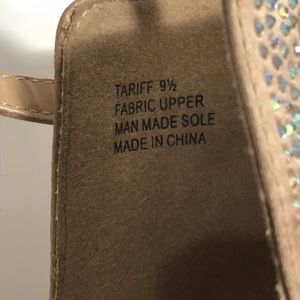 TARIFF 9½
FABRIC UPPER
MAN MADE SOLE
MADE IN CHINA